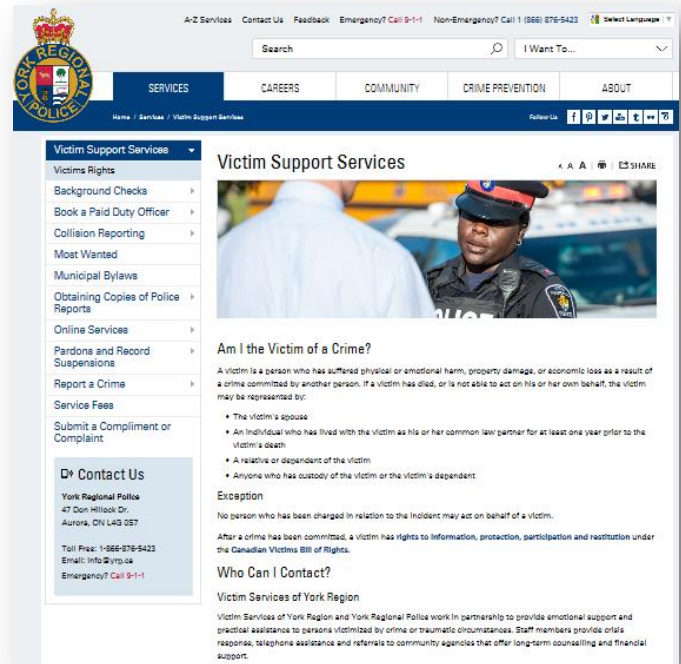 A-Z Services Contact Us Feedback Emergency? Call 9-1-1 Non-Emergency? Call 1 (866) 876-5423 Select Language
Search
I Want To...
YORK REGIONAL POLICE
SERVICES CAREERS COMMUNITY CRIME PREVENTION ABOUT
Home / Services / Victim Support Services
Follow Us
Victim Support Services
Victims Rights
Background Checks
Book a Paid Duty Officer
Collision Reporting
Most Wanted
Municipal Bylaws
Obtaining Copies of Police
Reports
Online Services
Pardons and Record
Suspensions
Report a Crime
Service Fees
Submit a Compliment or
Complaint
Contact Us
York Regional Police
47 Don Hillock Dr.
Aurora, ON L4G 0S7
Toll Free: 1-866-876-5423
Email: info@yrp.ca
Emergency? Call 9-1-1
Victim Support Services
A A A SHARE
POLICE
Am I the Victim of a Crime?
A victim is a person who has suffered physical or emotional harm, property damage, or economic loss as a result of
a crime committed by another person. If a victim has died, or is not able to act on his or her own behalf, the victim
may be represented by:
• The victim's spouse
• An individual who has lived with the victim as his or her common law partner for at least one year prior to the
victim's death
• A relative or dependent of the victim
• Anyone who has custody of the victim or the victim's dependent
Exception
No person who has been charged in relation to the incident may act on behalf of a victim.
After a crime has been committed, a victim has rights to information, protection, participation and restitution under
the Canadian Victims Bill of Rights.
Who Can I Contact?
Victim Services of York Region
Victim Services of York Region and York Regional Police work in partnership to provide emotional support and
practical assistance to persons victimized by crime or traumatic circumstances. Staff members provide crisis
response, telephone assistance and referrals to community agencies that offer long-term counselling and financial
support.